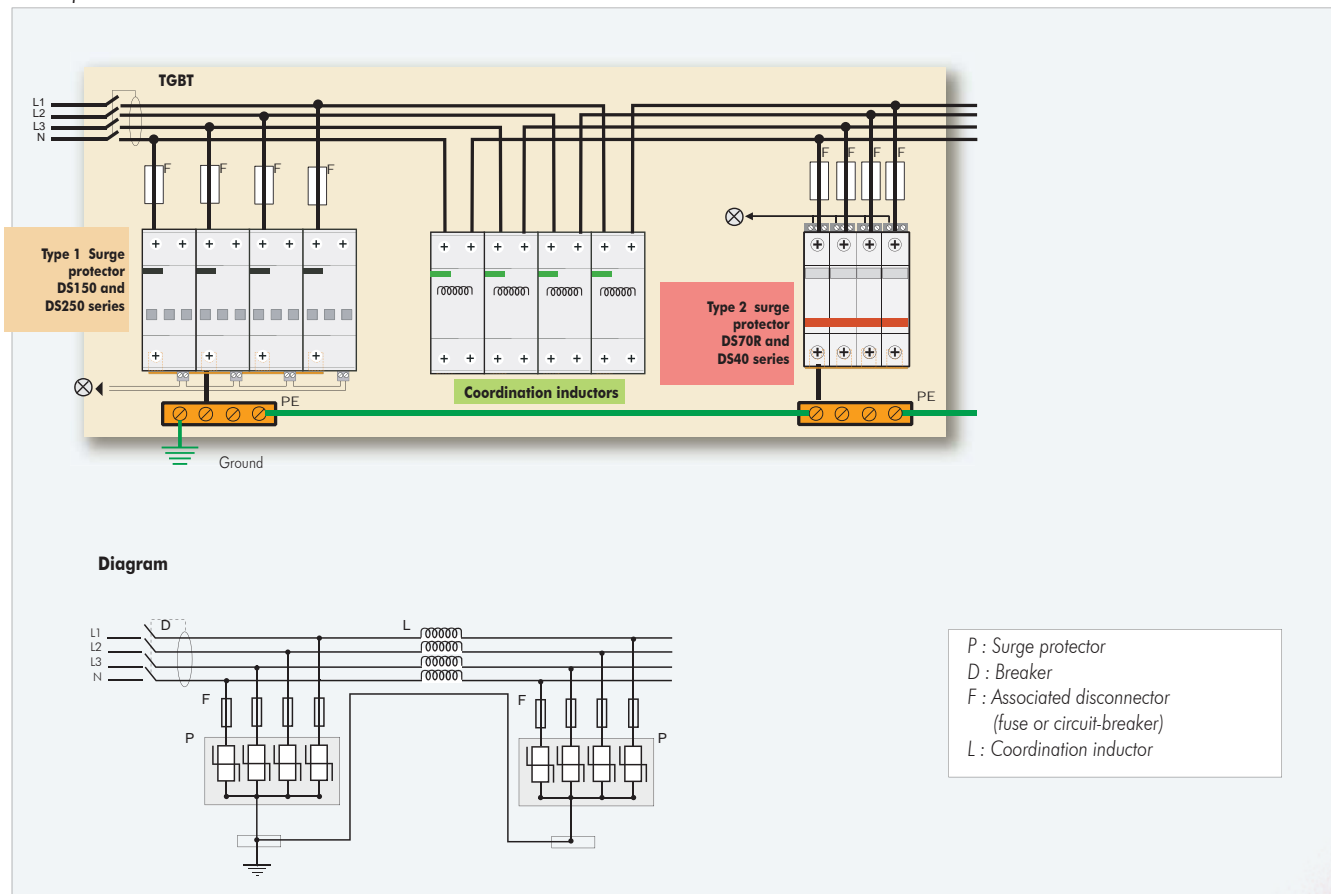 TGBT
L1
L2
L3
N
F
F
F
F
F
F
F
F
Type 1 Surge
protector
DS150 and
DS250 series
Type 2 surge
protector
DS70R and
DS40 series
Coordination inductors
PE
PE
Ground
Diagram
L1
L2
L3
N
D
L
F
F
P
P
P : Surge protector
D : Breaker
F : Associated disconnector
(fuse or circuit-breaker)
L : Coordination inductor